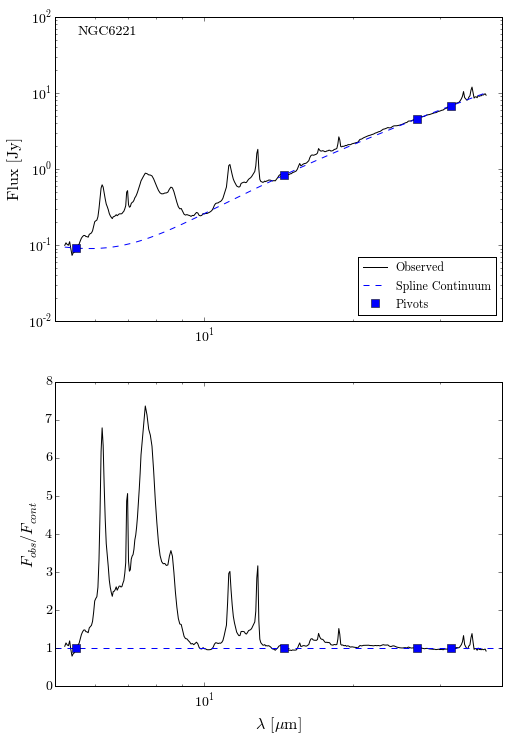 NGC6221
10^2
10^1
10^0
10^-1
10^-2
Flux [Jy]
Observed
Spline Continuum
Pivots
10^1
8
7
6
5
4
3
2
1
0
F_obs/F_cont
10^1
λ [μm]